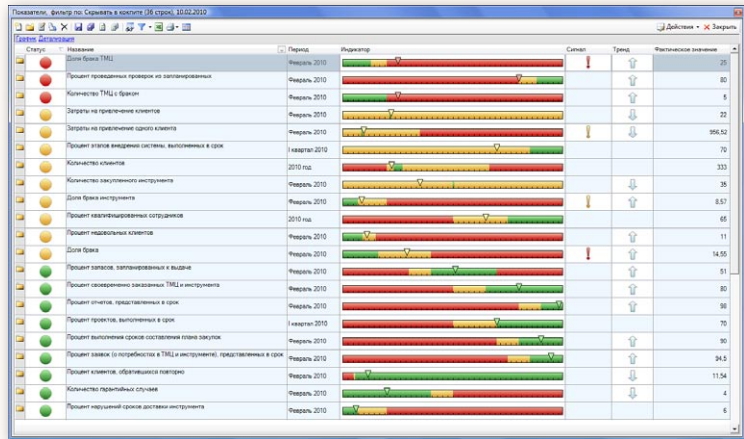 Показатели, фильтр по: Скрывать в кокпите (36 строк), 10.02.2010
Действия Закрыть
График Детализация
Статус Название Период Индикатор Сигнал Тренд Фактическое значение
Доля брака ТМЦ Февраль 2010 25
Процент проведенных проверок из запланированных Февраль 2010 80
Количество ТМЦ с браком Февраль 2010 5
Затраты на привлечение клиентов Февраль 2010 22
Затраты на привлечение одного клиента Февраль 2010 956,52
Процент этапов внедрения системы, выполненных в срок I квартал 2010 70
Количество клиентов 2010 год 333
Количество закупленного инструмента Февраль 2010 35
Доля брака инструмента Февраль 2010 8,57
Процент квалифицированных сотрудников 2010 год 65
Процент недовольных клиентов Февраль 2010 11
Доля брака Февраль 2010 14,55
Процент запасов, запланированных к выдаче Февраль 2010 51
Процент своевременно заказанных ТМЦ и инструмента Февраль 2010 80
Процент отчетов, представленных в срок Февраль 2010 98
Процент проектов, выполненных в срок I квартал 2010 70
Процент выполнения сроков составления плана закупок Февраль 2010 90
Процент заявок (о потребностях в ТМЦ и инструменте), представленных в срок Февраль 2010 94,5
Процент клиентов, обратившихся повторно Февраль 2010 11,54
Количество гарантийных случаев Февраль 2010 4
Процент нарушений сроков доставки инструмента Февраль 2010 6